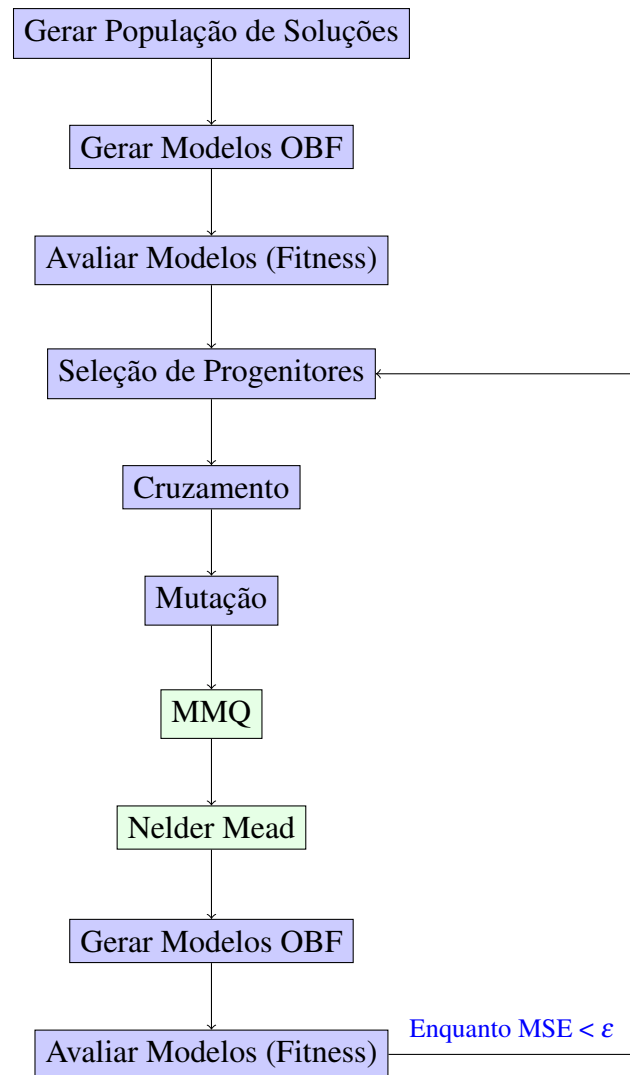 Gerar População de Soluções
Gerar Modelos OBF
Avaliar Modelos (Fitness)
Seleção de Progenitores
Cruzamento
Mutação
MMQ
Nelder Mead
Gerar Modelos OBF
Enquanto MSE < ε
Avaliar Modelos (Fitness)